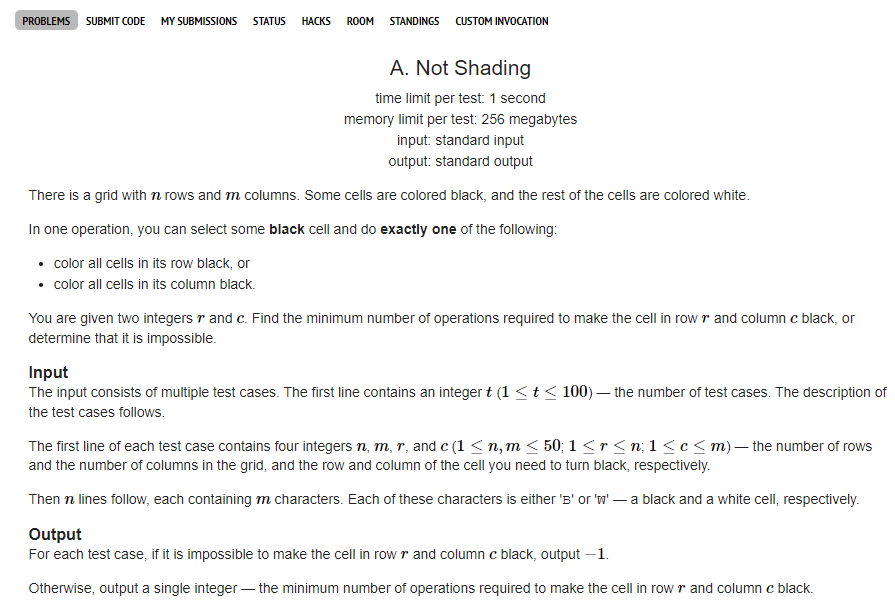 PROBLEMS SUBMIT CODE MY SUBMISSIONS STATUS HACKS ROOM STANDINGS CUSTOM INVOCATION
A. Not Shading
time limit per test: 1 second
memory limit per test: 256 megabytes
input: standard input
output: standard output
There is a grid with n rows and m columns. Some cells are colored black, and the rest of the cells are colored white.
In one operation, you can select some black cell and do exactly one of the following:
• color all cells in its row black, or
• color all cells in its column black.
You are given two integers r and c. Find the minimum number of operations required to make the cell in row r and column c black, or
determine that it is impossible.
Input
The input consists of multiple test cases. The first line contains an integer t (1 ≤ t ≤ 100) — the number of test cases. The description of
the test cases follows.
The first line of each test case contains four integers n, m, r, and c (1 ≤ n, m ≤ 50; 1 ≤ r ≤ n; 1 ≤ c ≤ m) — the number of rows
and the number of columns in the grid, and the row and column of the cell you need to turn black, respectively.
Then n lines follow, each containing m characters. Each of these characters is either 'B' or 'W' — a black and a white cell, respectively.
Output
For each test case, if it is impossible to make the cell in row r and column c black, output −1.
Otherwise, output a single integer — the minimum number of operations required to make the cell in row r and column c black.